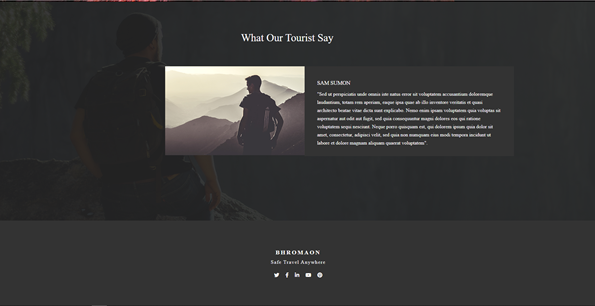 What Our Tourist Say
SAM SUMON
"Sed ut perspiciatis unde omnis iste natus error sit voluptatem accusantium doloremque
laudantium, totam rem aperiam, eaque ipsa quae ab illo inventore veritatis et quasi
architecto beatae vitae dicta sunt explicabo. Nemo enim ipsam voluptatem quia voluptas sit
aspernatur aut odit aut fugit, sed quia consequuntur magni dolores eos qui ratione
voluptatem sequi nesciunt. Neque porro quisquam est, qui dolorem ipsum quia dolor sit
amet, consectetur, adipisci velit, sed quia non numquam eius modi tempora incidunt ut
labore et dolore magnam aliquam quaerat voluptatem"
BHROMAON
Safe Travel Anywhere